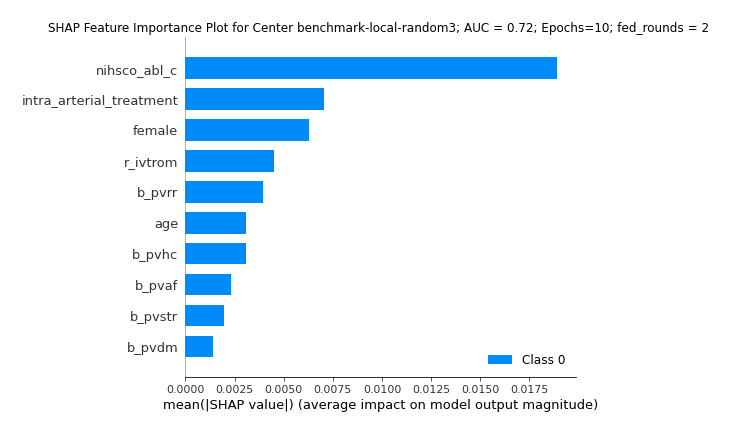 SHAP Feature Importance Plot for Center benchmark-local-random3; AUC = 0.72; Epochs=10; fed_rounds = 2
nihsco_abl_c
intra_arterial_treatment
female
r_ivtrom
b_pvrr
age
b_pvhc
b_pvaf
b_pvstr
b_pvdm
Class 0
0.0000 0.0025 0.0050 0.0075 0.0100 0.0125 0.0150 0.0175
mean(|SHAP value|) (average impact on model output magnitude)